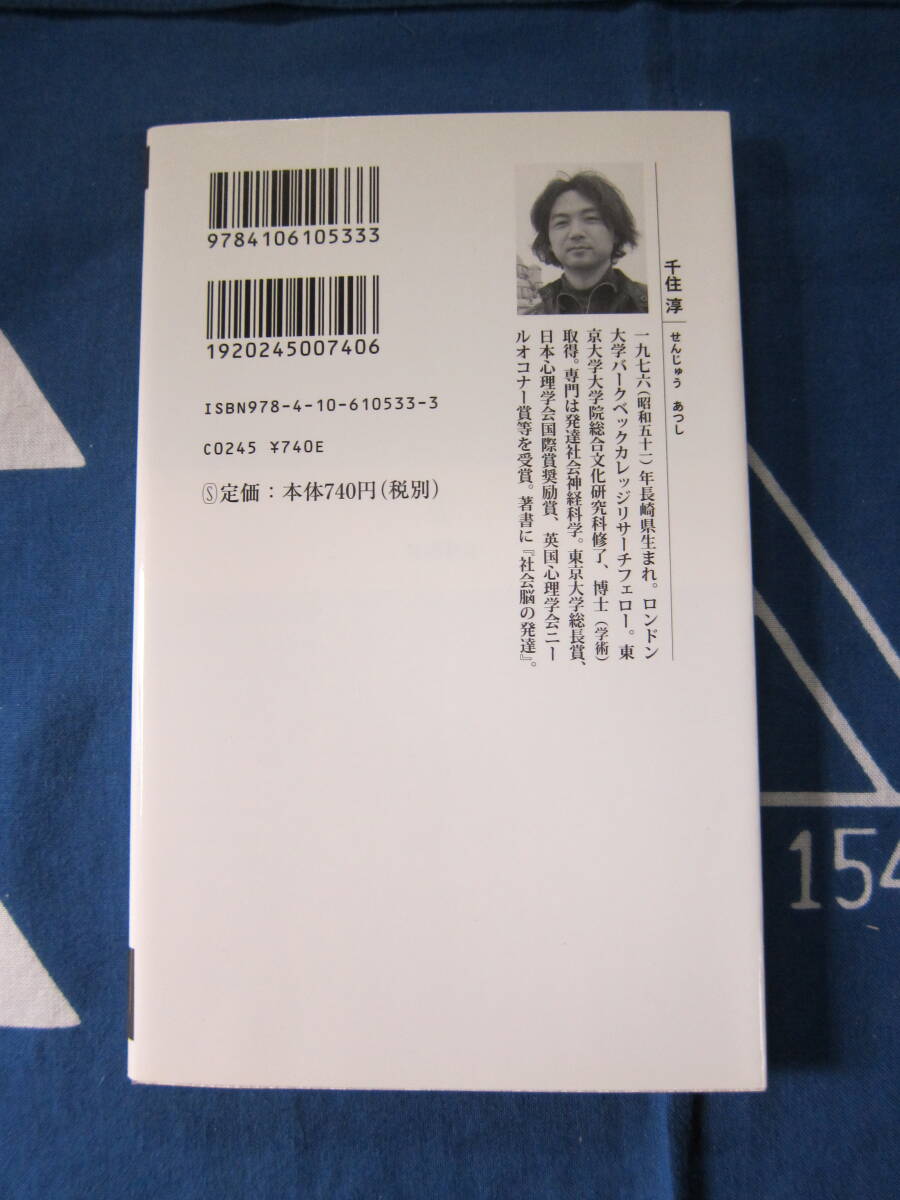 9784106105333
1920245007406
ISBN978-4-10-610533-3
C0245 ¥740E
Ⓢ定価：本体740円(税別)
千住 淳
せんじゅう あつし
一九七六（昭和五十一）年長崎県生まれ。ロンドン
大学バークベックカレッジリサーチフェロー。東
京大学大学院総合文化研究科修了、博士（学術）
取得。専門は発達社会神経科学。東京大学総長賞、
日本心理学会国際賞奨励賞、英国心理学会ニー
ルオコナー賞等を受賞。著書に『社会脳の発達』。
154